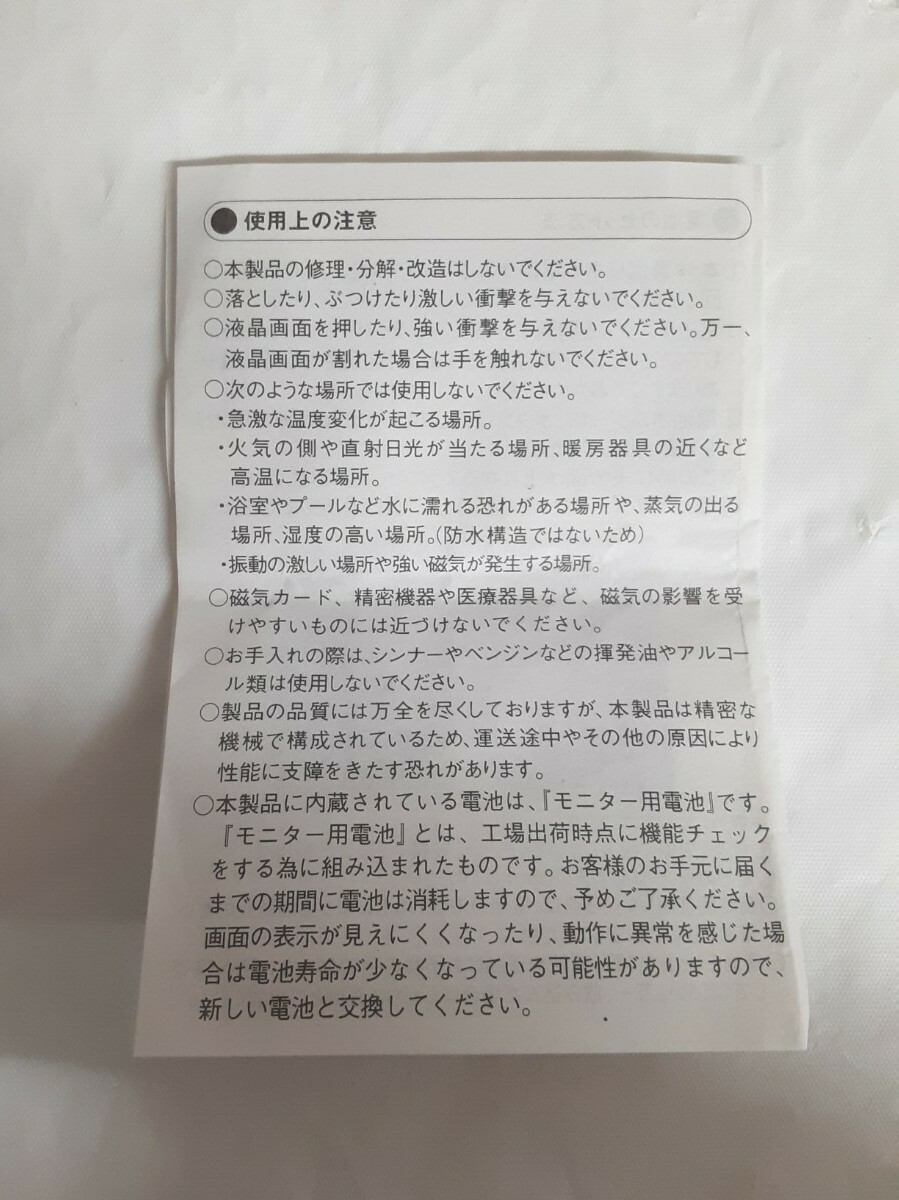 ●使用上の注意
○本製品の修理・分解・改造はしないでください。
○落としたり、ぶつけたり激しい衝撃を与えないでください。
○液晶画面を押したり、強い衝撃を与えないでください。万一、
液晶画面が割れた場合は手を触れないでください。
○次のような場所では使用しないでください。
・急激な温度変化が起こる場所。
・火気の側や直射日光が当たる場所、暖房器具の近くなど
高温になる場所。
・浴室やプールなど水に濡れる恐れがある場所や、蒸気の出る
場所、湿度の高い場所。(防水構造ではないため)
・振動の激しい場所や強い磁気が発生する場所。
○磁気カード、精密機器や医療器具など、磁気の影響を受
けやすいものには近づけないでください。
○お手入れの際は、シンナーやベンジンなどの揮発油やアルコー
ル類は使用しないでください。
○製品の品質には万全を尽くしておりますが、本製品は精密な
機械で構成されているため、運送途中やその他の原因により
性能に支障をきたす恐れがあります。
○本製品に内蔵されている電池は、『モニター用電池』です。
『モニター用電池』とは、工場出荷時点に機能チェック
をする為に組み込まれたものです。お客様のお手元に届く
までの期間に電池は消耗しますので、予めご了承ください。
画面の表示が見えにくくなったり、動作に異常を感じた場
合は電池寿命が少なくなっている可能性がありますので、
新しい電池と交換してください。